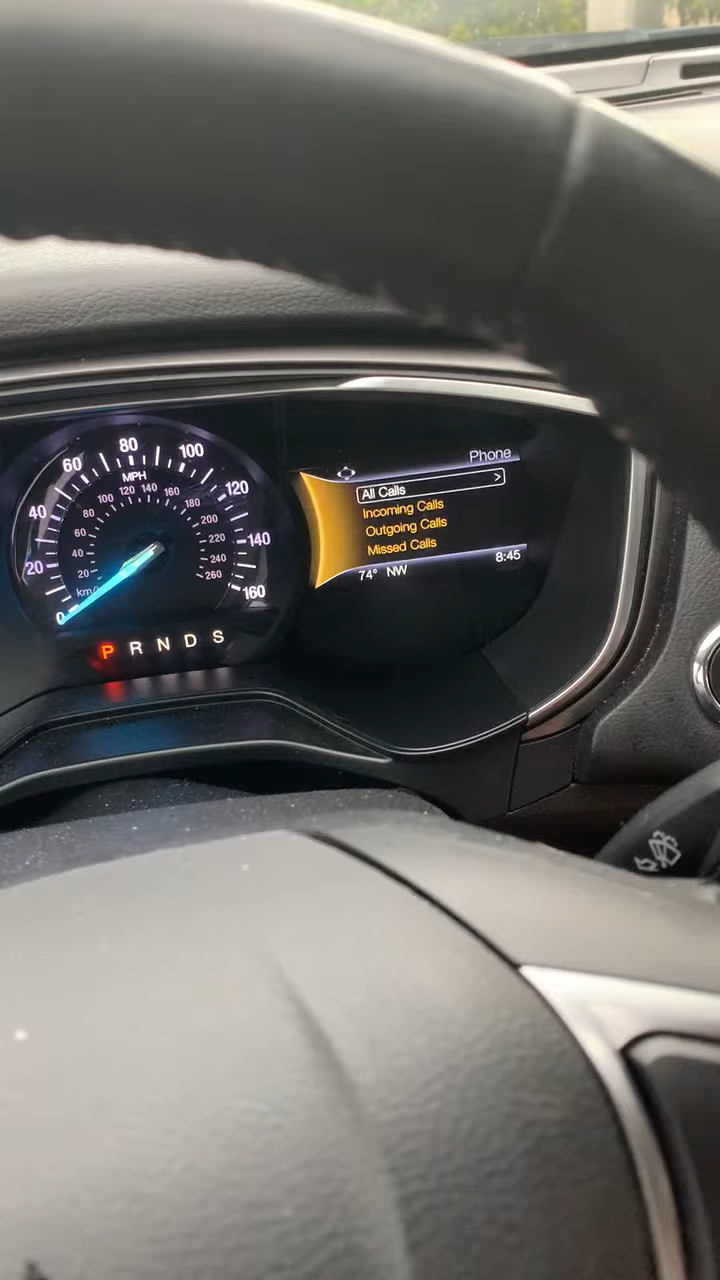 80
60 100
MPH
100 120 140 160
40 80 180 120
60 200
20 40 220 140
20 240
km/h 260
0 160
P R N D S
Phone
All Calls >
Incoming Calls
Outgoing Calls
Missed Calls
74° NW 8:45